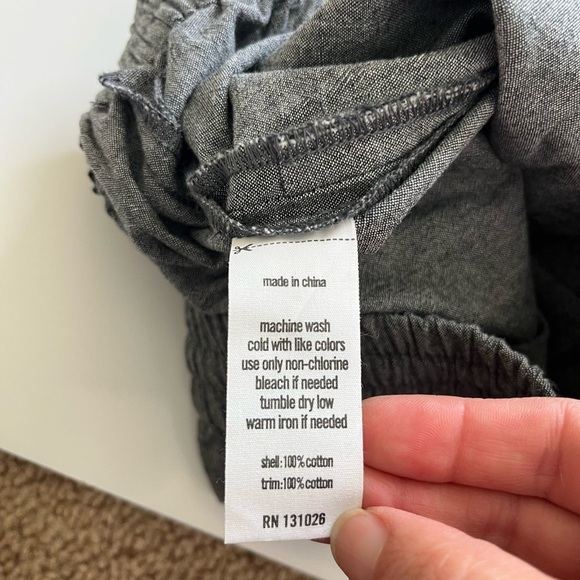 made in china
machine wash
cold with like colors
use only non-chlorine
bleach if needed
tumble dry low
warm iron if needed
shell:100% cotton
trim:100% cotton
RN 131026